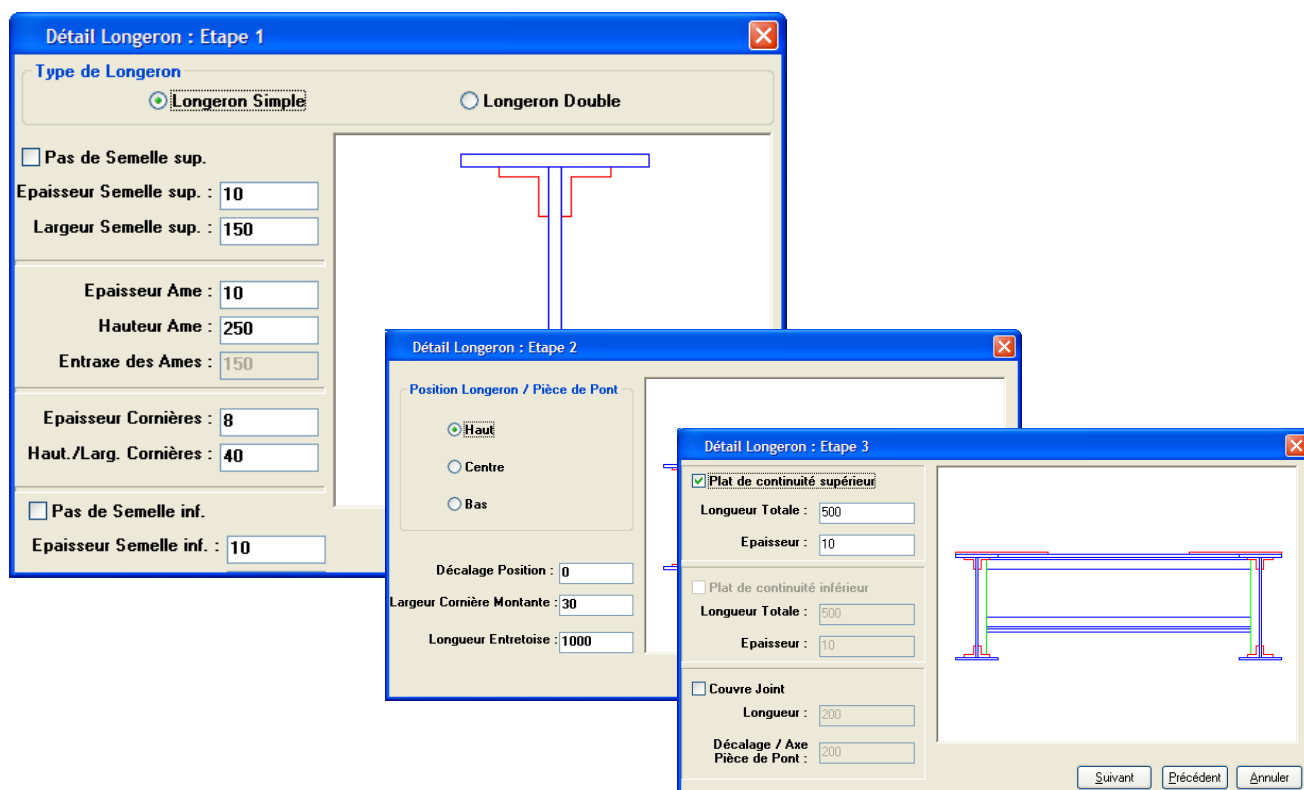 Détail Longeron : Etape 1
Type de Longeron
Longeron Simple
Longeron Double
Pas de Semelle sup.
Epaisseur Semelle sup. : 10
Largeur Semelle sup. : 150
Epaisseur Ame : 10
Hauteur Ame : 250
Entraxe des Ames : 150
Epaisseur Cornières : 8
Haut./Larg. Cornières : 40
Pas de Semelle inf.
Epaisseur Semelle inf. : 10
Détail Longeron : Etape 2
Position Longeron / Pièce de Pont
Haut
Centre
Bas
Décalage Position : 0
Largeur Cornière Montante : 30
Longueur Entretoise : 1000
Détail Longeron : Etape 3
Plat de continuité supérieur
Longueur Totale : 500
Epaisseur : 10
Plat de continuité inférieur
Longueur Totale : 500
Epaisseur : 10
Couvre Joint
Longueur : 200
Décalage / Axe
Pièce de Pont : 200
Suivant Précédent Annuler